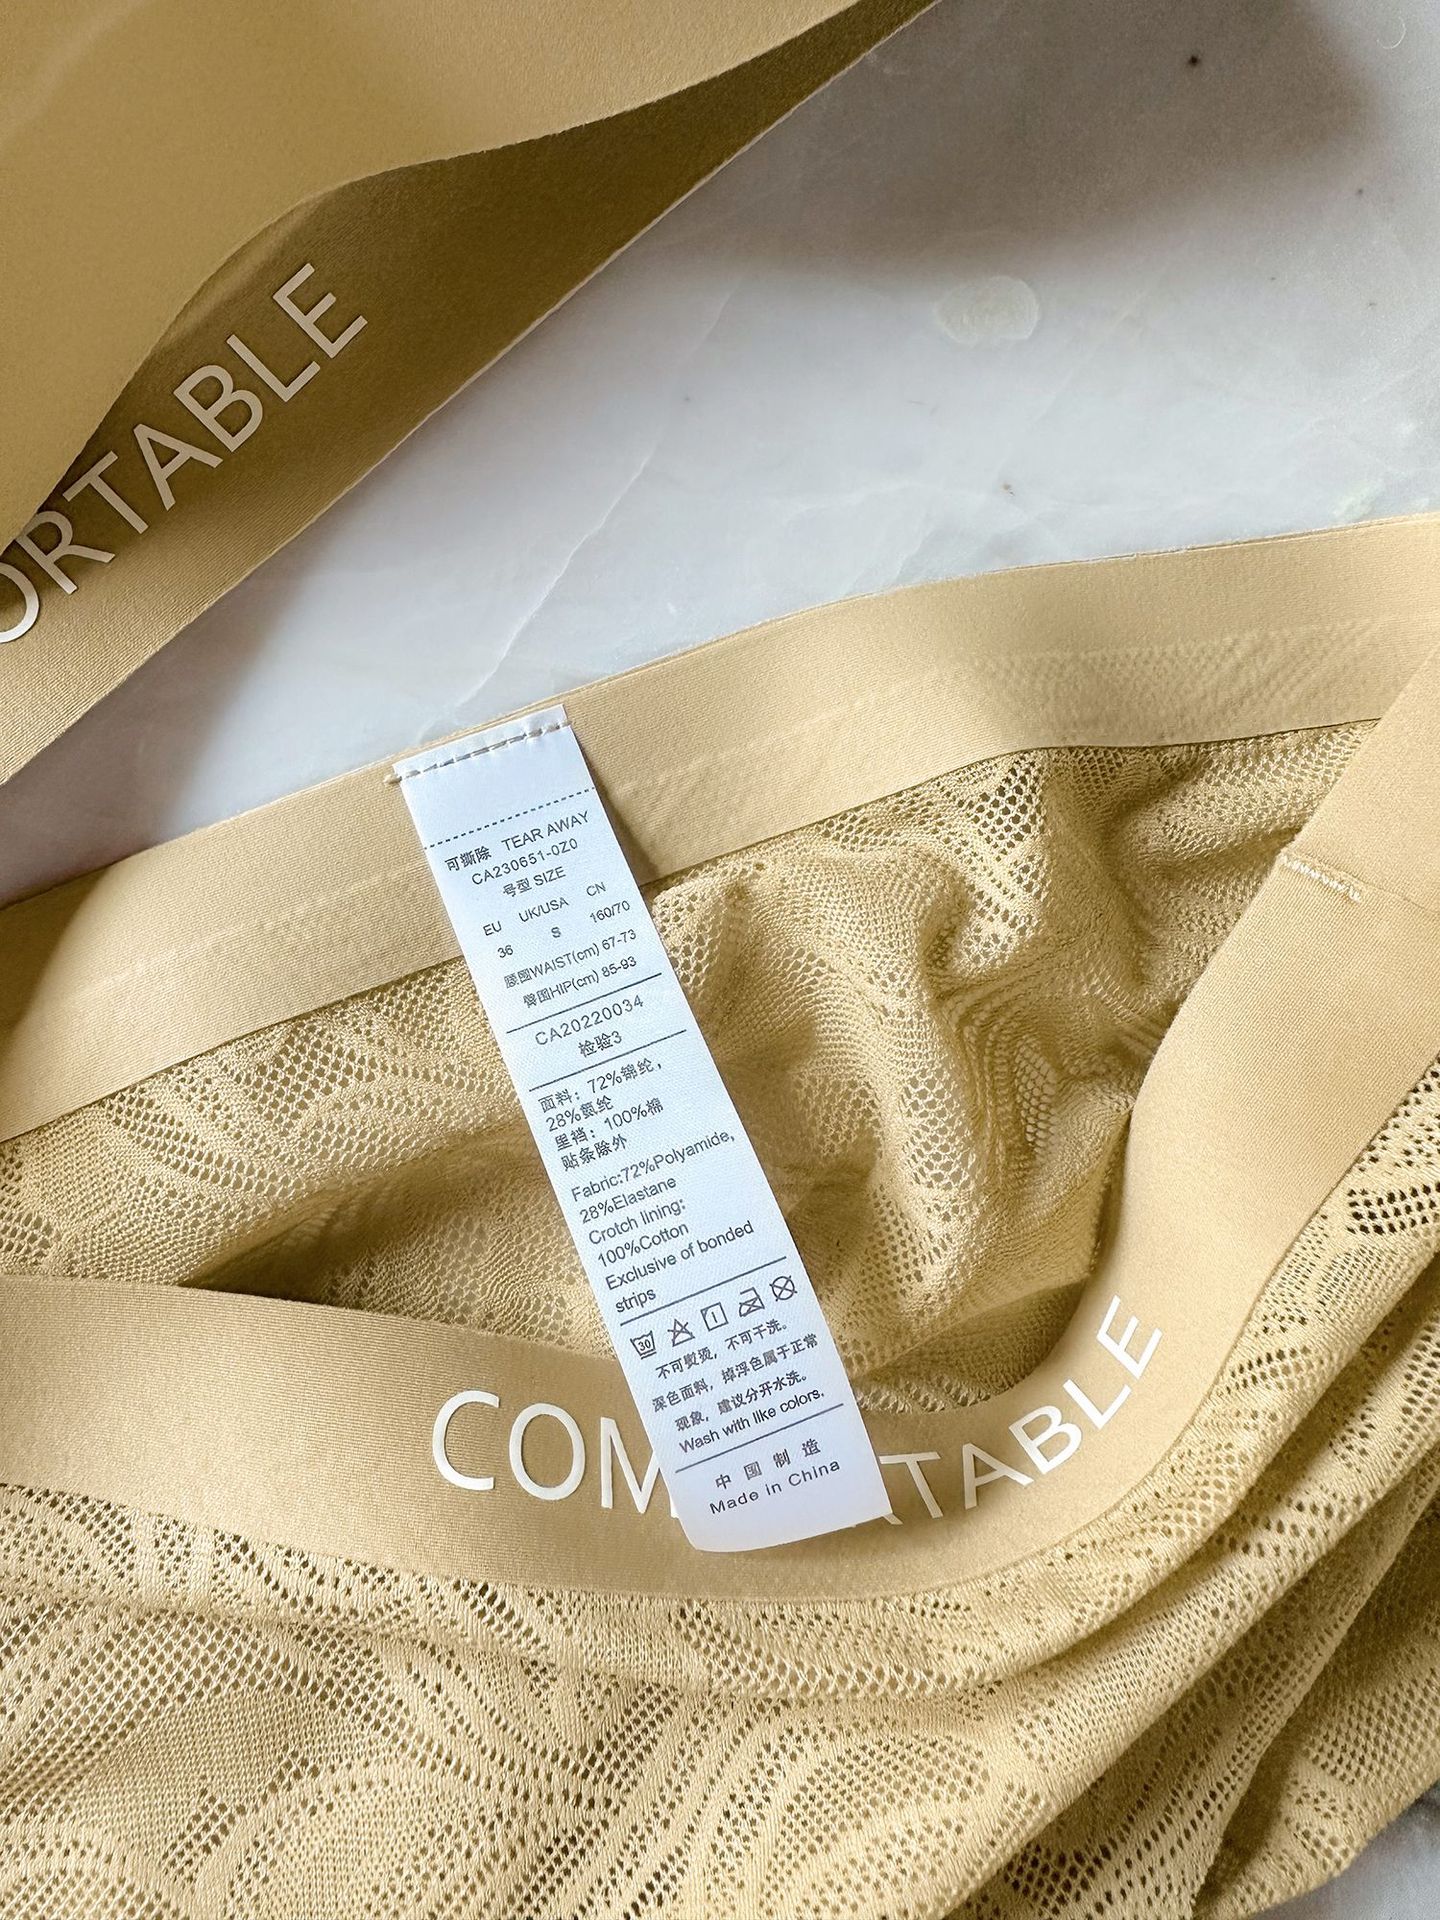 ORTABLE
可撕除 TEAR AWAY
CA230651-0Z0
号型 SIZE
EU UK/USA CN
36 S 160/70
腰围WAIST(cm) 67-73
臀围HIP(cm) 85-93
CA20220034
检验3
面料：72%锦纶，
28%氨纶
里裆：100%棉
贴条除外
Fabric:72%Polyamide,
28%Elastane
Crotch lining:
100%Cotton
Exclusive of bonded
strips
30
不可熨烫，不可干洗。
深色面料，掉浮色属于正常
现象，建议分开水洗。
Wash with like colors.
中国制造
Made in China
COM TABLE